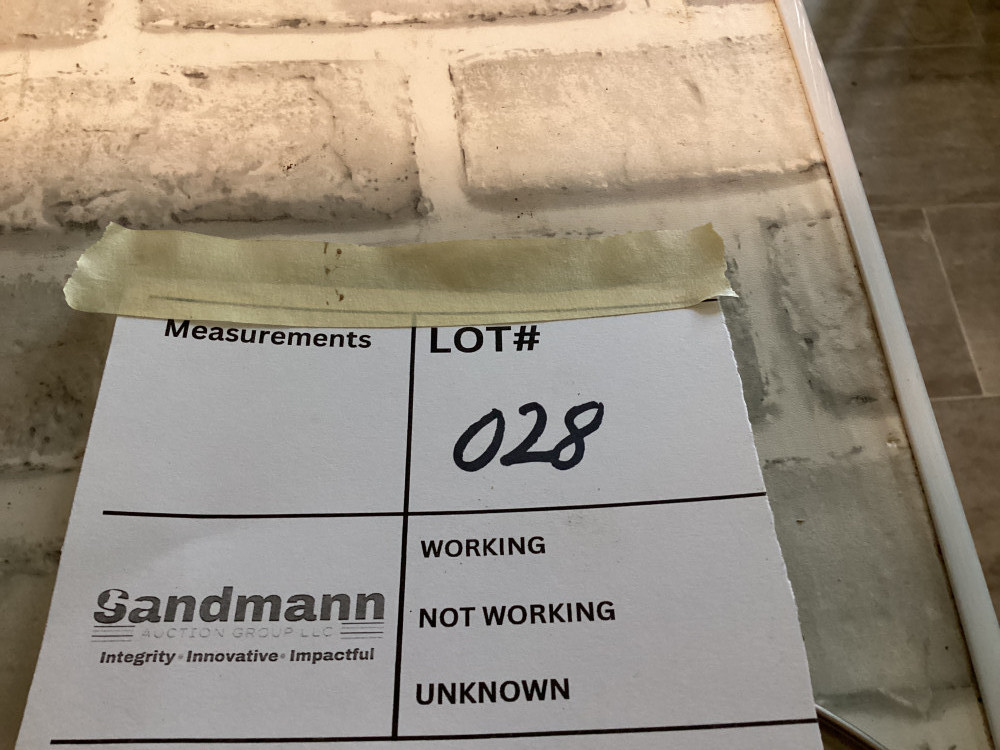 Measurements
LOT#
028
WORKING
NOT WORKING
UNKNOWN
Sandmann
AUCTION GROUP LLC
Integrity • Innovative • Impactful